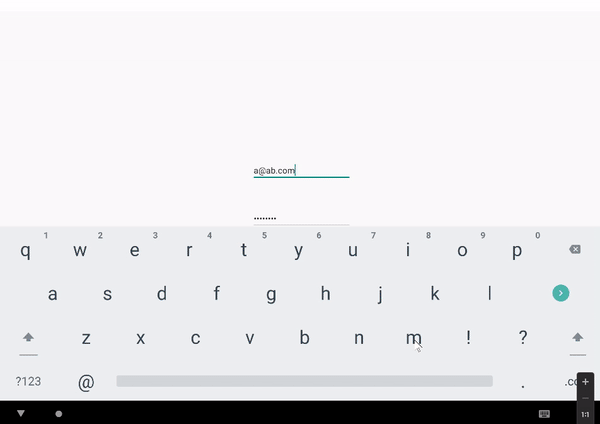 a@ab.com
••••••••
1 2 3 4 5 6 7 8 9 0
q w e r t y u i o p
a s d f g h j k l
z x c v b n m ! ?
?123 @ . .co
+
−
1:1